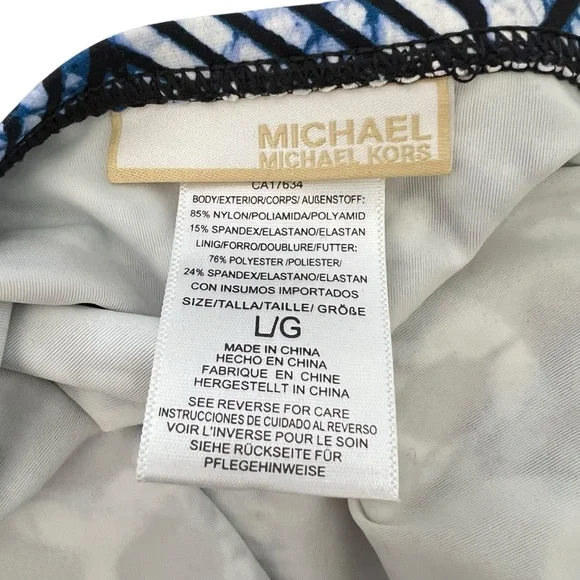 MICHAEL
MICHAEL KORS
CA17634
BODY/EXTERIOR/CORPS/ AUßENSTOFF:
85% NYLON/POLIAMIDA/POLYAMID
15% SPANDEX/ELASTANO/ELASTAN
LINIG/FORRO/DOUBLURE/FUTTER:
76% POLYESTER /POLIESTER/
24% SPANDEX/ELASTANO/ELASTAN
CON INSUMOS IMPORTADOS
SIZE/TALLA/TAILLE/ GRÖßE
L/G
MADE IN CHINA
HECHO EN CHINA
FABRIQUE EN CHINE
HERGESTELLT IN CHINA
SEE REVERSE FOR CARE
INSTRUCCIONES DE CUIDADO AL REVERSO
VOIR L'INVERSE POUR LE SOIN
SIEHE RÜCKSEITE FÜR
PFLEGEHINWEISE